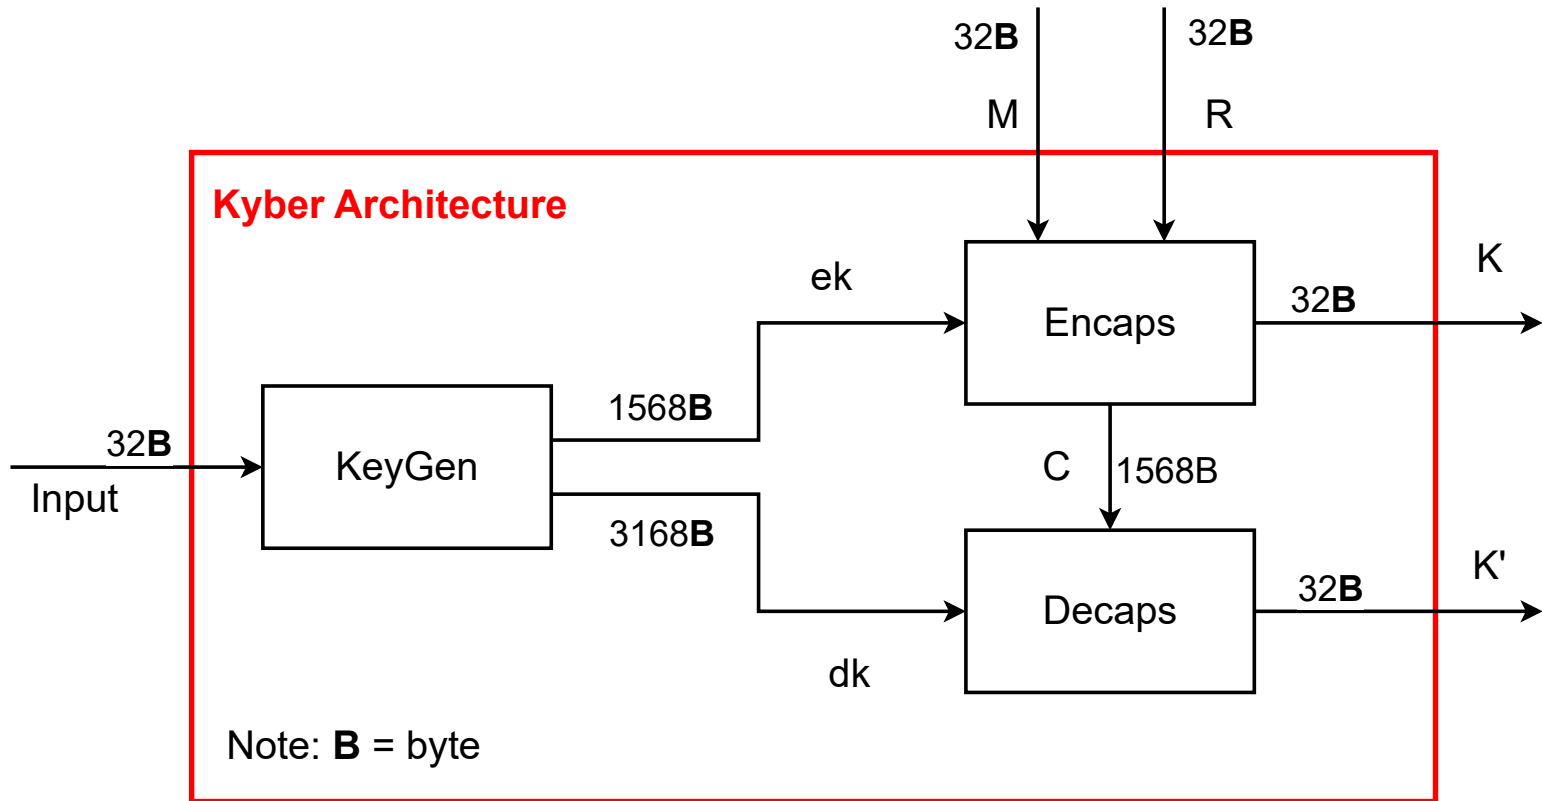 32B
32B
M
R
Kyber Architecture
K
ek
32B
Encaps
1568B
32B
KeyGen
C
1568B
Input
3168B
K'
32B
Decaps
dk
Note: B = byte